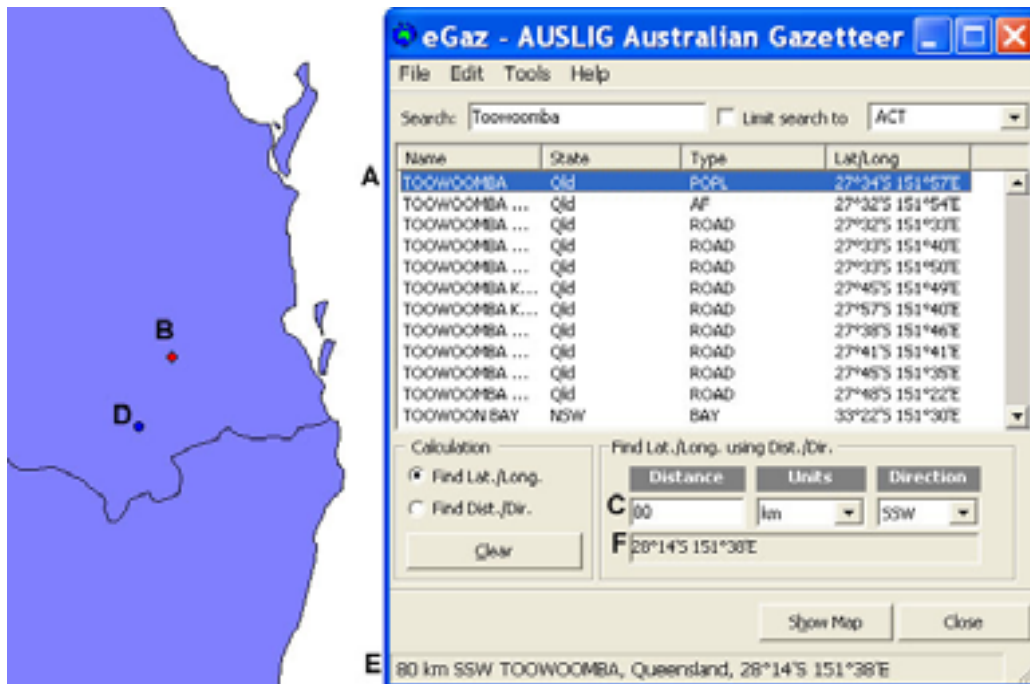 eGaz - AUSLIG Australian Gazetteer
File Edit Tools Help
Search: Toowoomba Limit search to ACT
Name State Type Lat/Long
A TOOWOOMBA Qld POPL 27°34'S 151°57'E
TOOWOOMBA ... Qld AF 27°32'S 151°54'E
TOOWOOMBA ... Qld ROAD 27°32'S 151°33'E
TOOWOOMBA ... Qld ROAD 27°33'S 151°40'E
TOOWOOMBA ... Qld ROAD 27°33'S 151°50'E
TOOWOOMBA K... Qld ROAD 27°45'S 151°49'E
TOOWOOMBA K... Qld ROAD 27°57'S 151°40'E
TOOWOOMBA ... Qld ROAD 27°38'S 151°46'E
TOOWOOMBA ... Qld ROAD 27°41'S 151°41'E
TOOWOOMBA ... Qld ROAD 27°45'S 151°35'E
TOOWOOMBA ... Qld ROAD 27°48'S 151°22'E
TOOWOON BAY NSW BAY 33°22'S 151°30'E
B
D
Calculation
Find Lat./Long.
Find Dist./Dir.
Clear
Find Lat./Long. using Dist./Dir.
Distance Units Direction
C 80 km SSW
F 28°14'S 151°38'E
Show Map Close
E 80 km SSW TOOWOOMBA, Queensland, 28°14'S 151°38'E